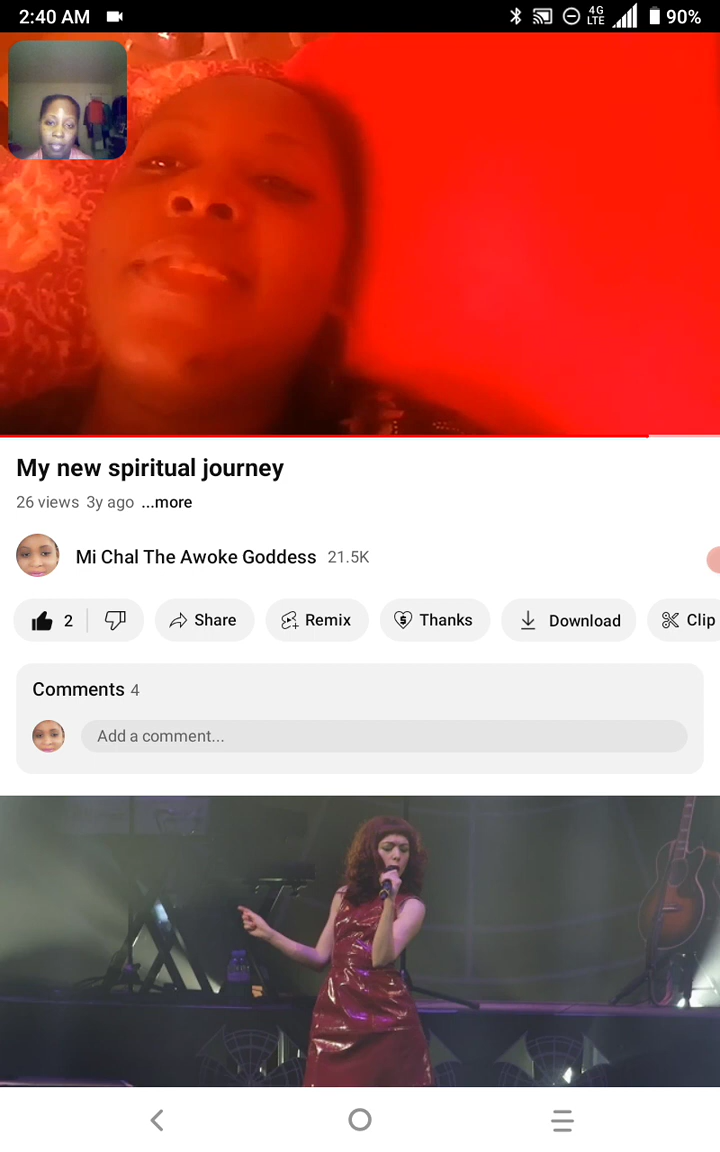 2:40 AM 4G LTE 90%
My new spiritual journey
26 views 3y ago ...more
Mi Chal The Awoke Goddess 21.5K
2 Share Remix Thanks Download Clip
Comments 4
Add a comment...